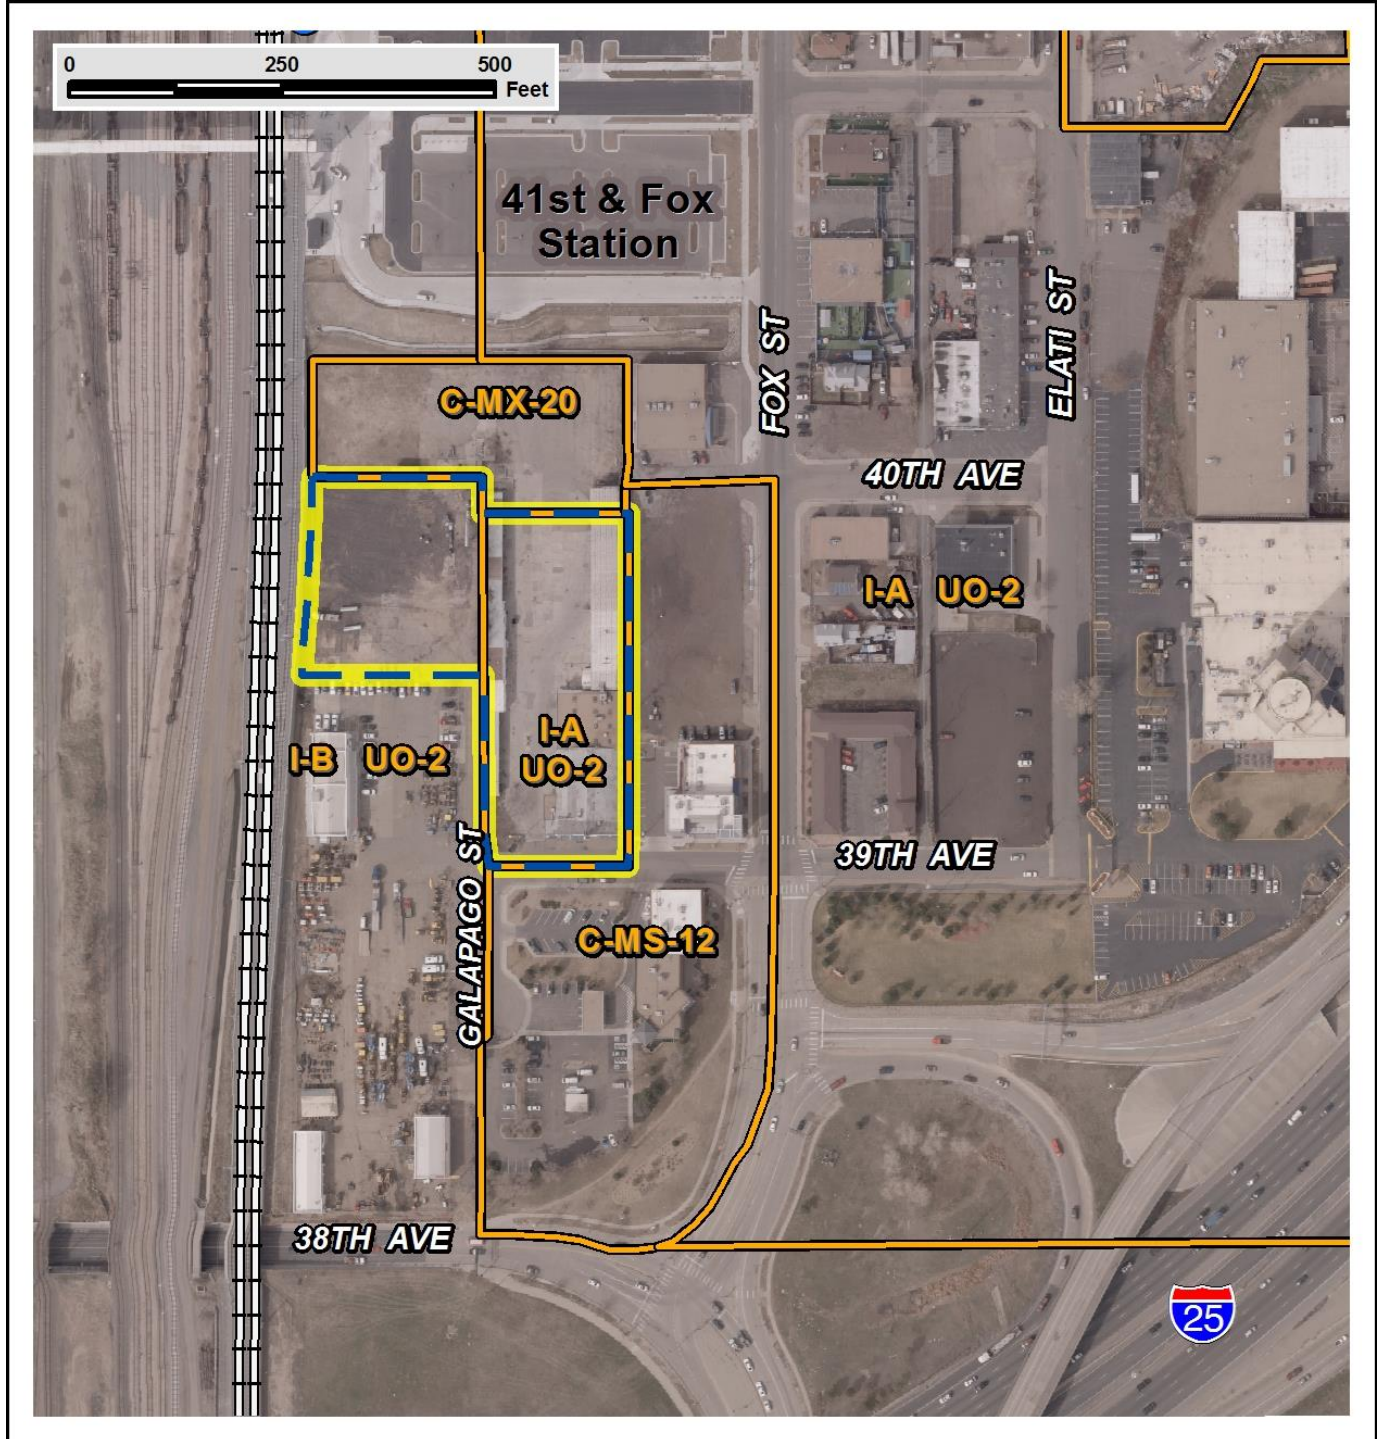 0 250 500
Feet
41st & Fox
Station
FOX ST
ELATI ST
C-MX-20
40TH AVE
I-A UO-2
I-A
UO-2
I-B UO-2
39TH AVE
GALAPAGO ST
C-MS-12
38TH AVE
25